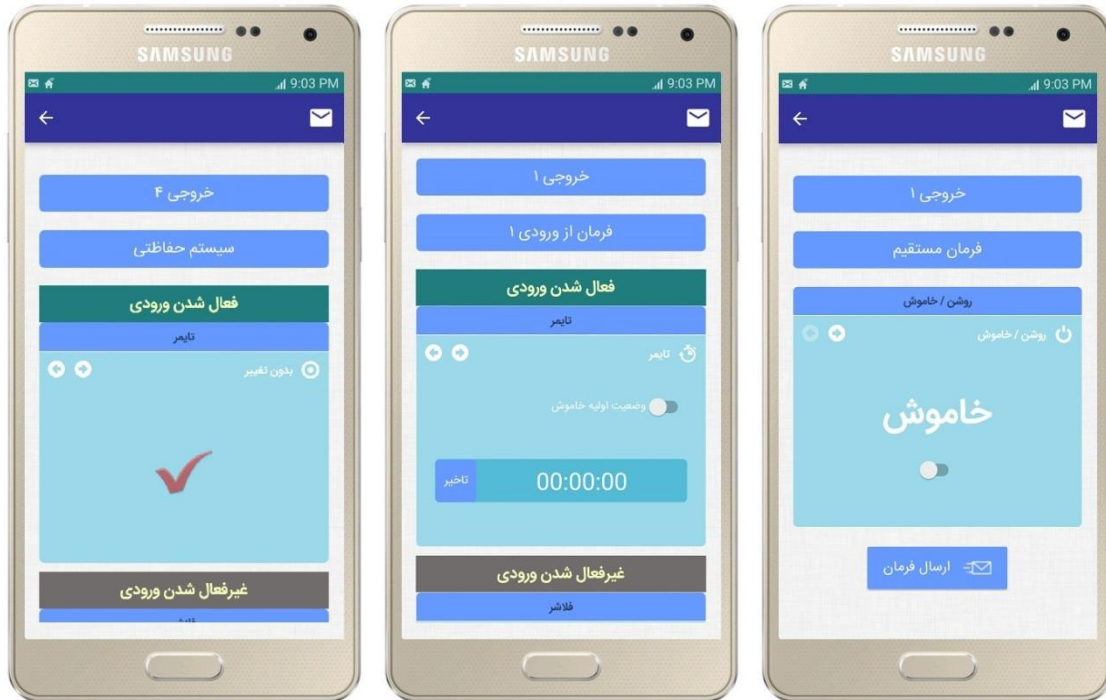 SAMSUNG
9:03 PM
خروجی ۴
سیستم حفاظتی
فعال شدن ورودی
تایمر
بدون تغییر
غیرفعال شدن ورودی
SAMSUNG
9:03 PM
خروجی ۱
فرمان از ورودی ۱
فعال شدن ورودی
تایمر
تایمر
وضعیت اولیه خاموش
00:00:00
تاخیر
غیرفعال شدن ورودی
فلاشر
SAMSUNG
9:03 PM
خروجی ۱
فرمان مستقیم
روشن / خاموش
روشن / خاموش
خاموش
ارسال فرمان